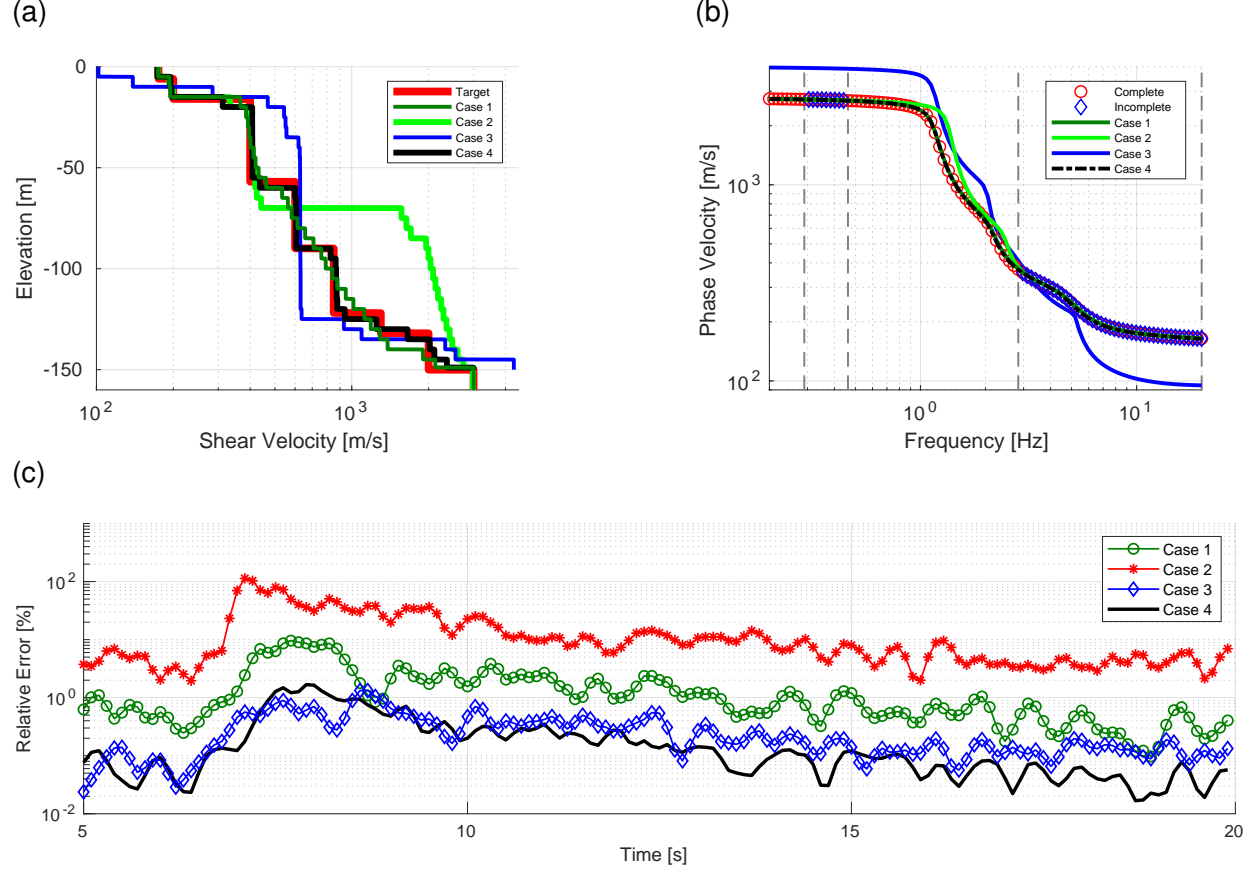 (a)
(b)
0
-50
-100
-150
Elevation [m]
10^2
10^3
Shear Velocity [m/s]
Target
Case 1
Case 2
Case 3
Case 4
10^3
10^2
Phase Velocity [m/s]
10^0
10^1
Frequency [Hz]
Complete
Incomplete
Case 1
Case 2
Case 3
Case 4
(c)
10^2
10^0
10^-2
Relative Error [%]
5
10
15
20
Time [s]
Case 1
Case 2
Case 3
Case 4